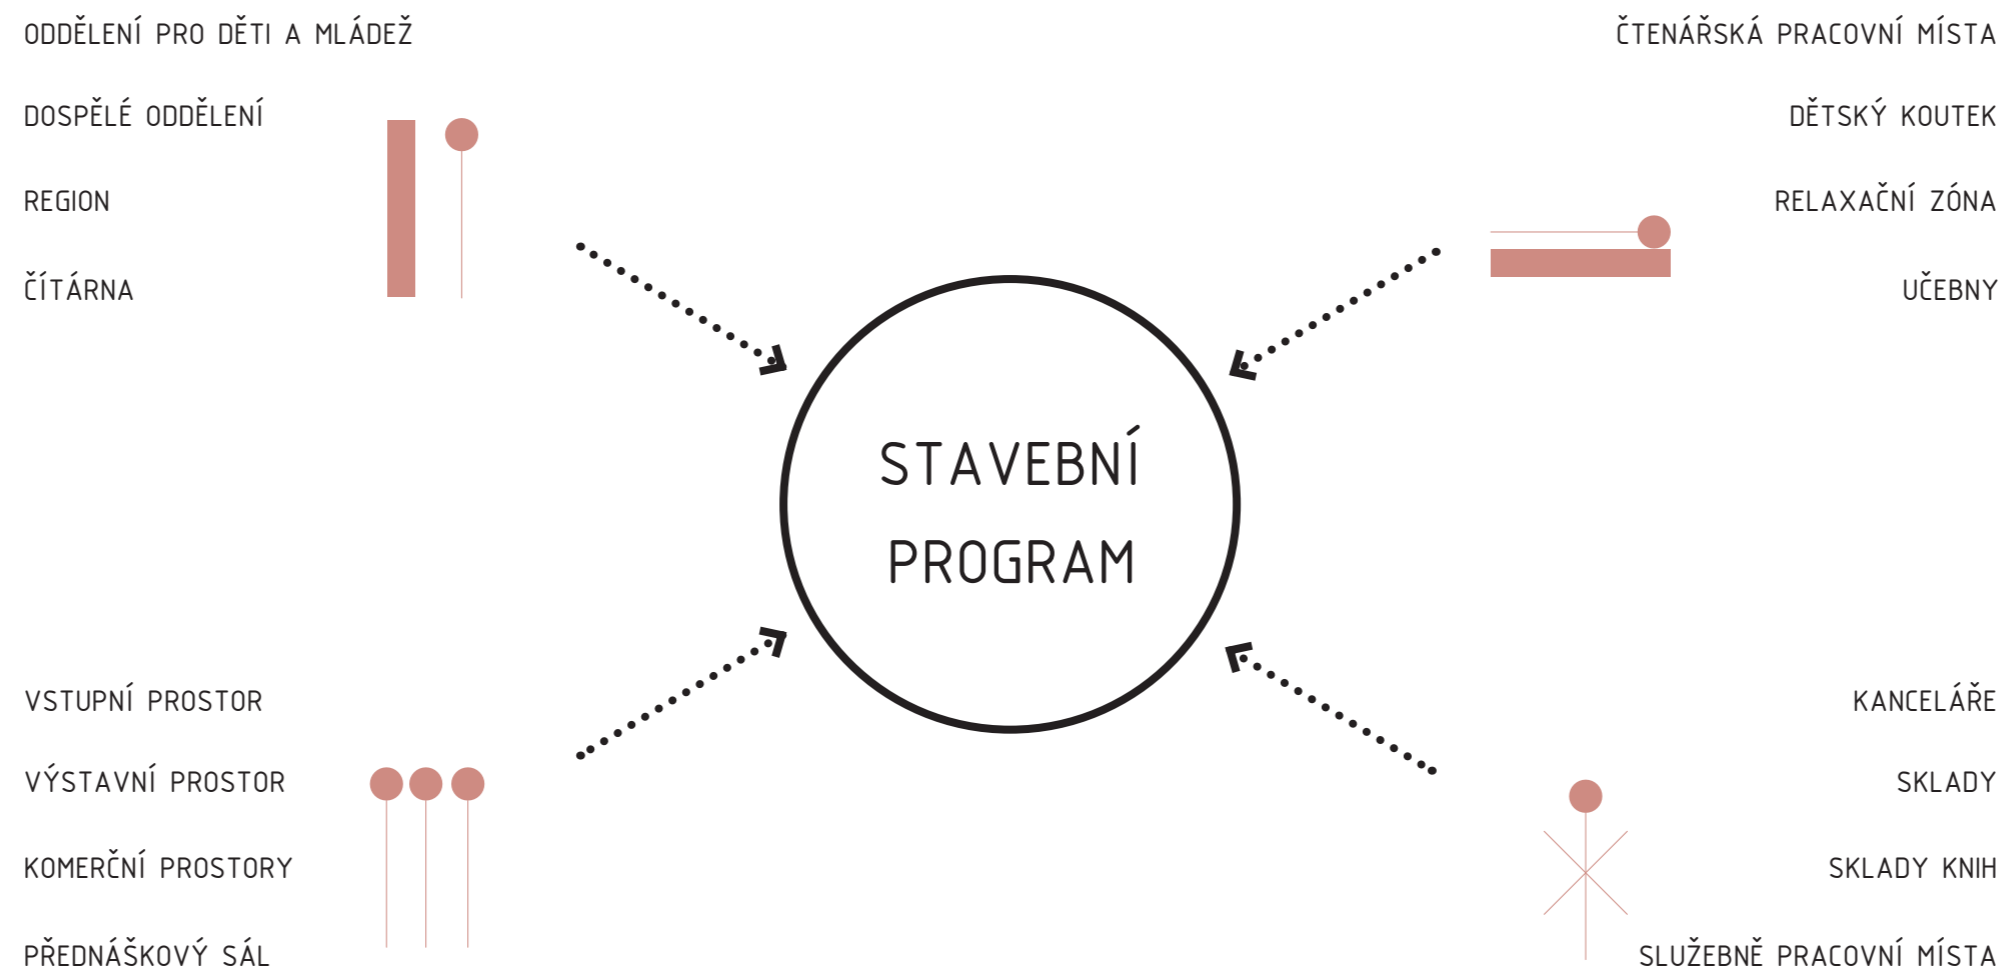 ODDĚLENÍ PRO DĚTI A MLÁDEŽ
DOSPĚLÉ ODDĚLENÍ
REGION
ČÍTÁRNA
ČTENÁŘSKÁ PRACOVNÍ MÍSTA
DĚTSKÝ KOUTEK
RELAXAČNÍ ZÓNA
UČEBNY
STAVEBNÍ
PROGRAM
VSTUPNÍ PROSTOR
VÝSTAVNÍ PROSTOR
KOMERČNÍ PROSTORY
PŘEDNÁŠKOVÝ SÁL
KANCELÁŘE
SKLADY
SKLADY KNIH
SLUŽEBNĚ PRACOVNÍ MÍSTA